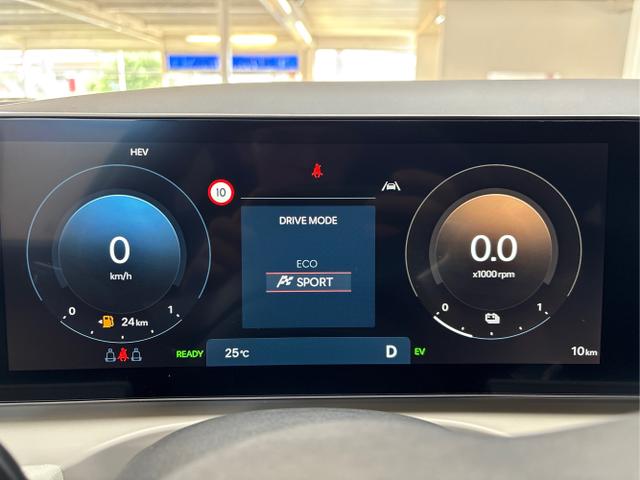 HEV
10
DRIVE MODE
ECO
SPORT
0
km/h
0.0
x1000 rpm
0
1
24 km
0
1
READY
25°C
D
EV
10 km